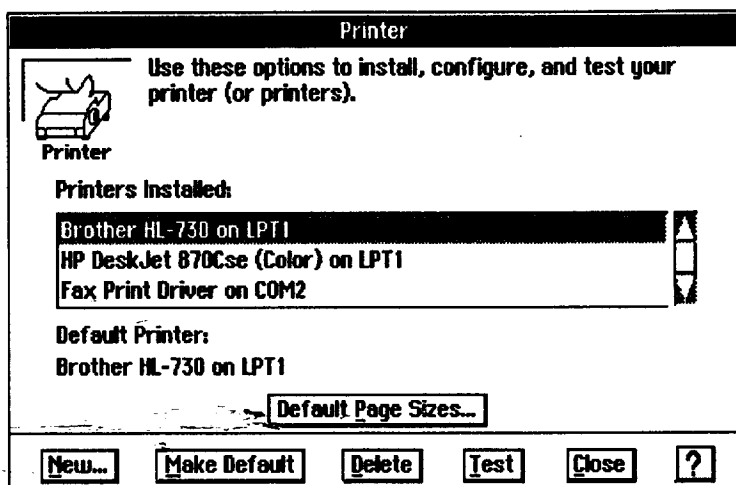 Printer
Use these options to install, configure, and test your
printer (or printers).
Printer
Printers Installed:
Brother HL-730 on LPT1
HP DeskJet 870Cse (Color) on LPT1
Fax Print Driver on COM2
Default Printer:
Brother HL-730 on LPT1
Default Page Sizes...
New... Make Default Delete Test Close ?